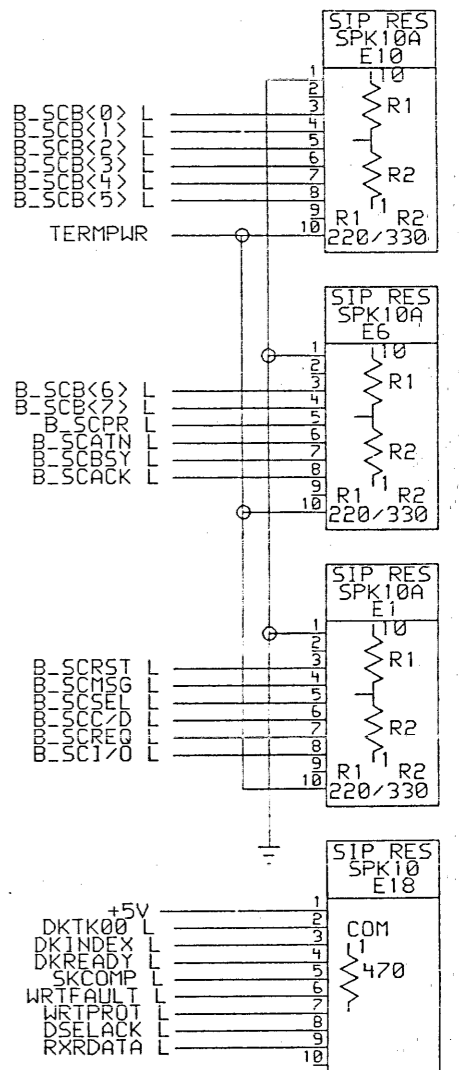 SIP RES
SPK10A
E10
1
2
3
4
5
6
7
8
9
10
B_SCB<0> L
B_SCB<1> L
B_SCB<2> L
B_SCB<3> L
B_SCB<4> L
B_SCB<5> L
TERMPWR
10
R1
R2
1
R1 R2
220/330
SIP RES
SPK10A
E6
1
2
3
4
5
6
7
8
9
10
B_SCB<6> L
B_SCB<7> L
B_SCPR L
B_SCATN L
B_SCBSY L
B_SCACK L
10
R1
R2
1
R1 R2
220/330
SIP RES
SPK10A
E1
1
2
3
4
5
6
7
8
9
10
B_SCRST L
B_SCMSG L
B_SCSEL L
B_SCC/D L
B_SCREQ L
B_SCI/O L
10
R1
R2
1
R1 R2
220/330
SIP RES
SPK10
E18
1
2
3
4
5
6
7
8
9
10
+5V
DKTK00 L
DKINDEX L
DKREADY L
SKCOMP L
WRTFAULT L
WRTPROT L
DSELACK L
RXRDATA L
COM
1
470